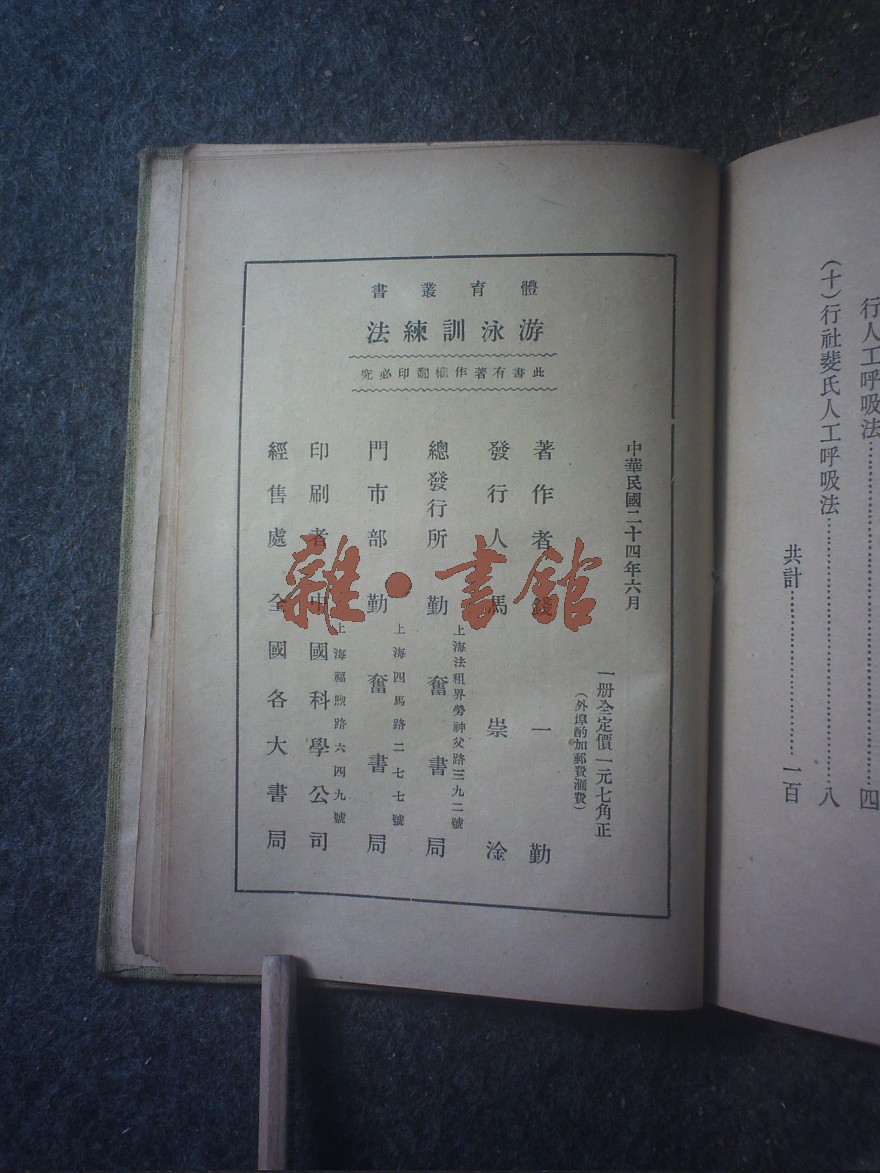 行人工呼吸法……四
(十)行社斐氏人工呼吸法……八
共計……一百
體育叢書
游泳訓練法
此書有著作權翻印必究
中華民國二十四年六月
一册全定價一元七角正
(外埠酌加郵費滙費)
著作者 錢一勤
發行人 馬崇淦
總發行所 勤奮書局
上海法租界勞神父路三九二號
門市部 勤奮書局
上海四馬路二七七號
印刷者 中國科學公司
上海福煦路六四九號
經售處 全國各大書局
雜·書館